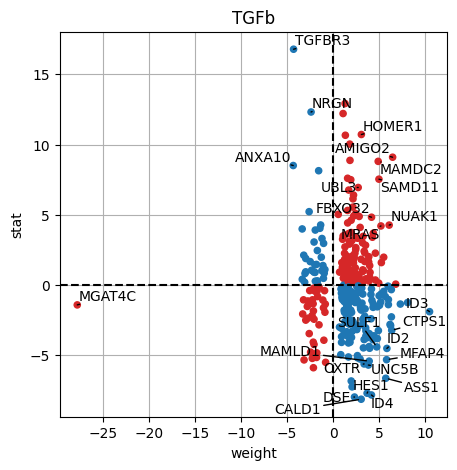 TGFb
TGFBR3
NRGN
HOMER1
AMIGO2
ANXA10
MAMDC2
UBL3
SAMD11
FBXO32
NUAK1
MRAS
MGAT4C
ID3
SULF1
CTPS1
ID2
MAMLD1
MFAP4
OXTR
UNC5B
HES1
ASS1
DSE
CALD1
ID4
stat
15
10
5
0
−5
−25
−20
−15
−10
−5
0
5
10
weight